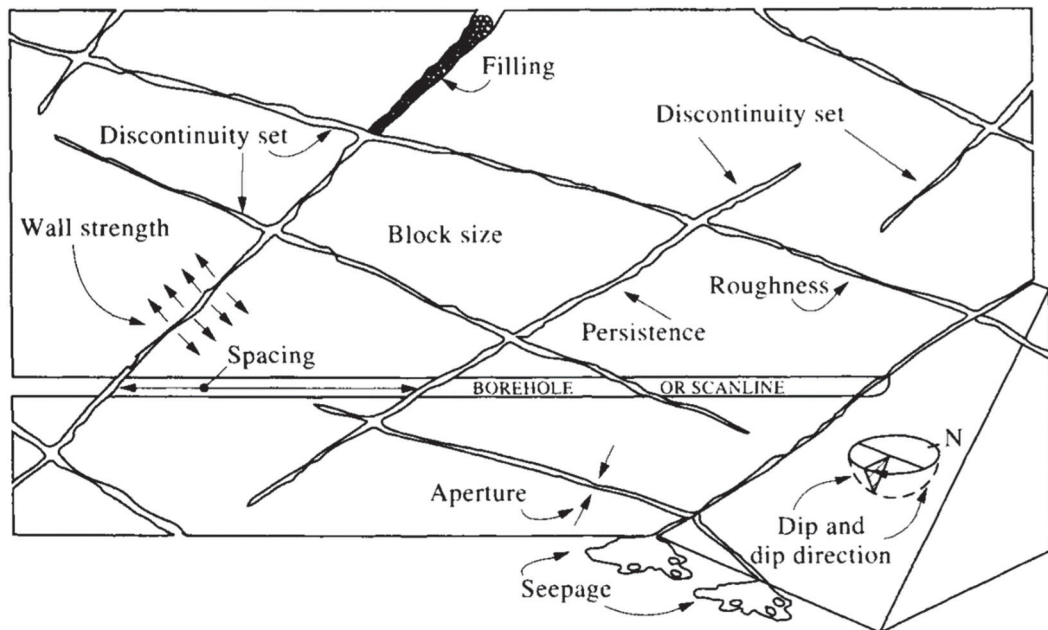 Filling
Discontinuity set
Discontinuity set
Wall strength
Block size
Roughness
Persistence
Spacing
BOREHOLE OR SCANLINE
N
Aperture
Dip and
dip direction
Seepage